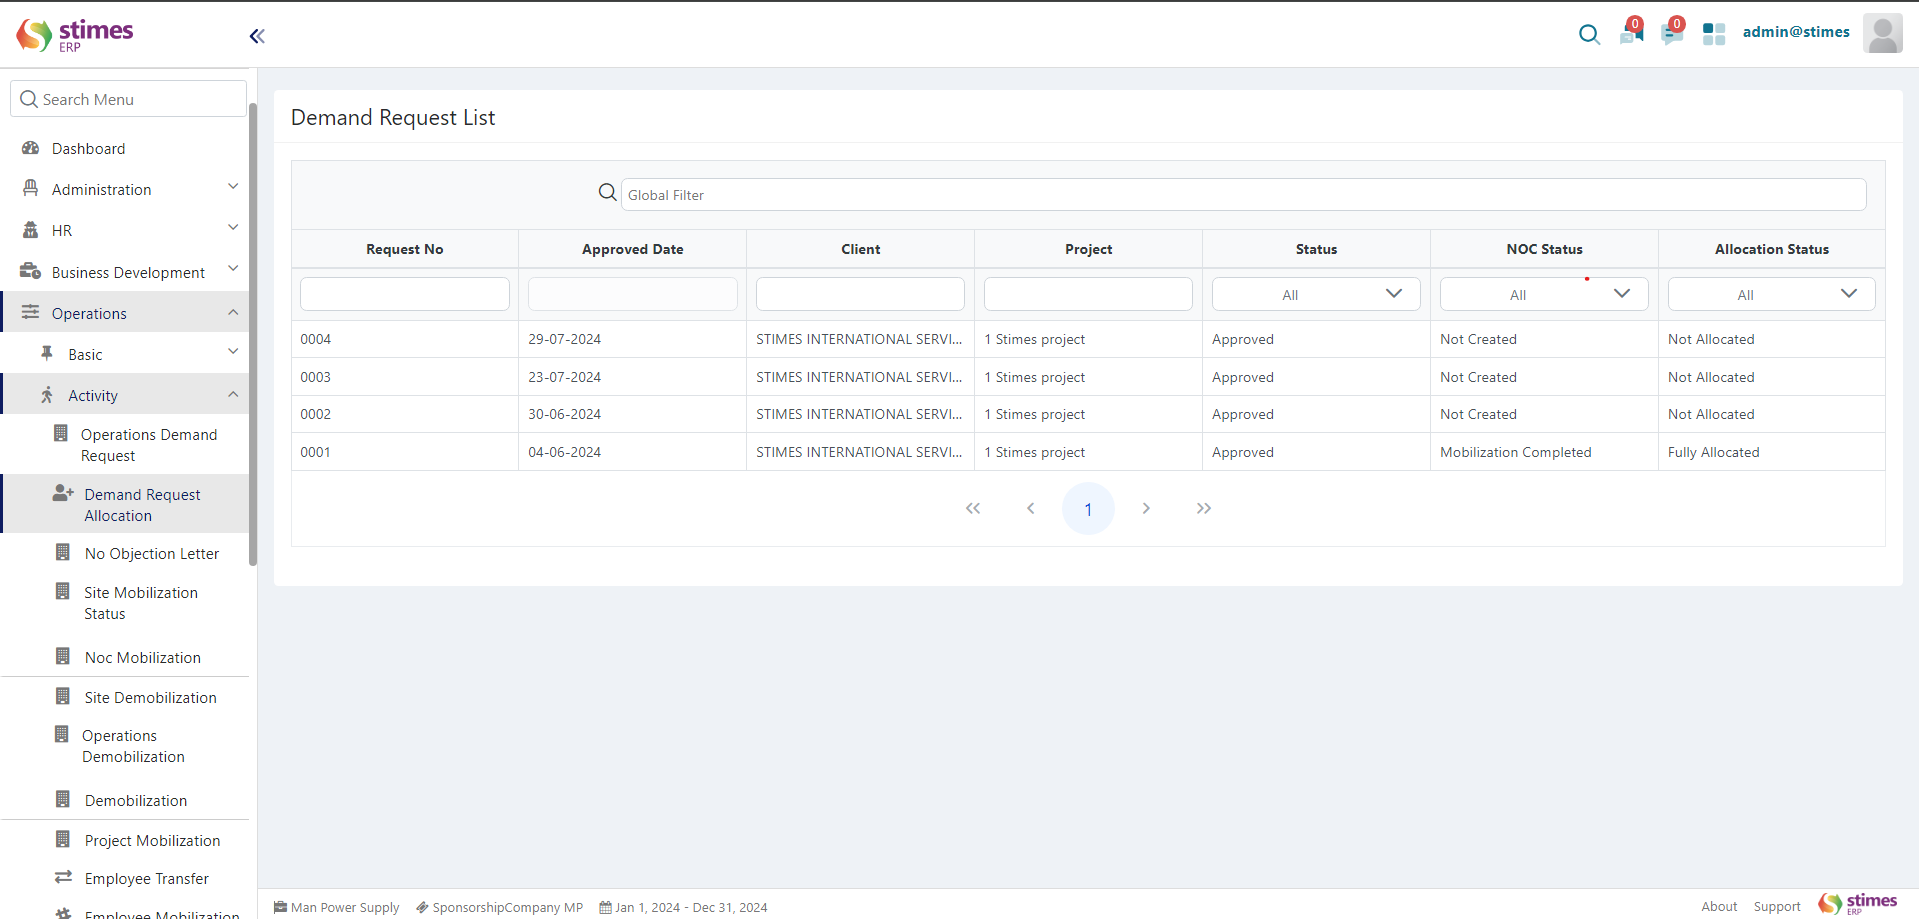 stimes
ERP
0
0
admin@stimes
Search Menu
Dashboard
Administration
HR
Business Development
Operations
Basic
Activity
Operations Demand
Request
Demand Request
Allocation
No Objection Letter
Site Mobilization
Status
Noc Mobilization
Site Demobilization
Operations
Demobilization
Demobilization
Project Mobilization
Employee Transfer
Employee Mobilization
Demand Request List
Global Filter
Request No Approved Date Client Project Status NOC Status Allocation Status
All All All
0004 29-07-2024 STIMES INTERNATIONAL SERVI... 1 Stimes project Approved Not Created Not Allocated
0003 23-07-2024 STIMES INTERNATIONAL SERVI... 1 Stimes project Approved Not Created Not Allocated
0002 30-06-2024 STIMES INTERNATIONAL SERVI... 1 Stimes project Approved Not Created Not Allocated
0001 04-06-2024 STIMES INTERNATIONAL SERVI... 1 Stimes project Approved Mobilization Completed Fully Allocated
1
Man Power Supply SponsorshipCompany MP Jan 1, 2024 - Dec 31, 2024
About Support stimes
ERP